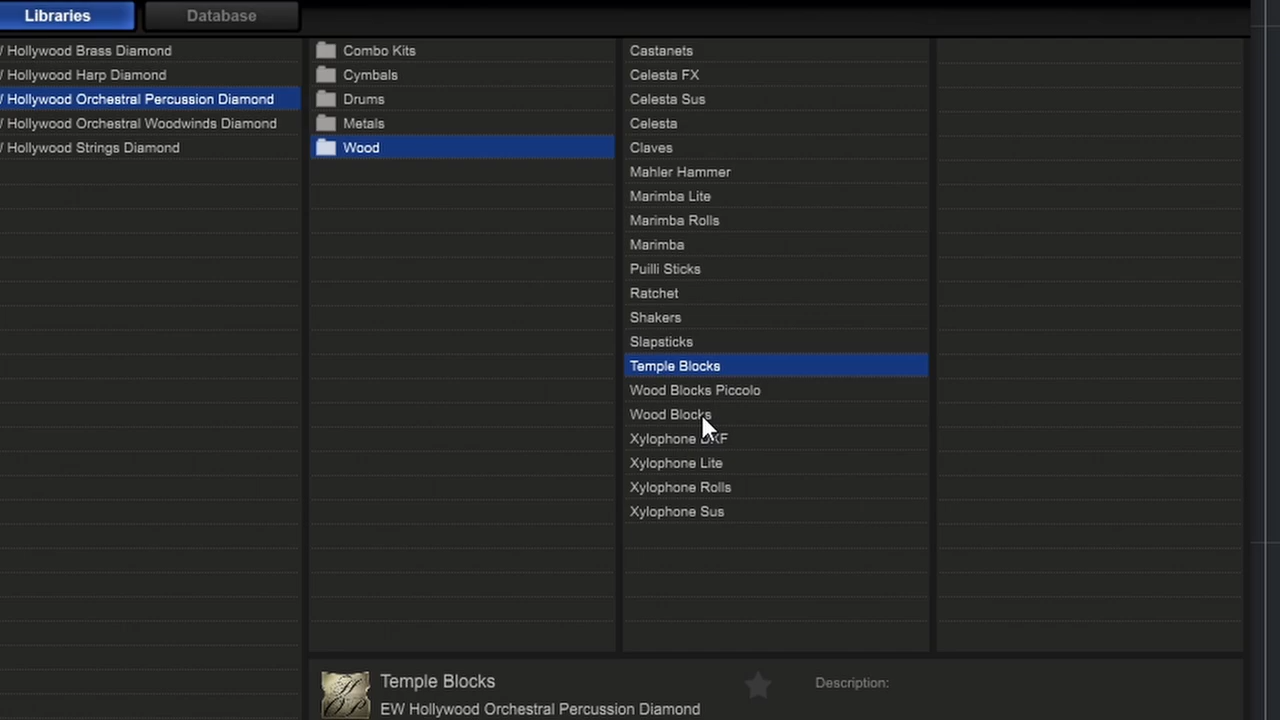 Libraries
Database
/ Hollywood Brass Diamond
/ Hollywood Harp Diamond
/ Hollywood Orchestral Percussion Diamond
/ Hollywood Orchestral Woodwinds Diamond
/ Hollywood Strings Diamond
Combo Kits
Cymbals
Drums
Metals
Wood
Castanets
Celesta FX
Celesta Sus
Celesta
Claves
Mahler Hammer
Marimba Lite
Marimba Rolls
Marimba
Puilli Sticks
Ratchet
Shakers
Slapsticks
Temple Blocks
Wood Blocks Piccolo
Wood Blocks
Xylophone DXF
Xylophone Lite
Xylophone Rolls
Xylophone Sus
Temple Blocks
EW Hollywood Orchestral Percussion Diamond
Description: